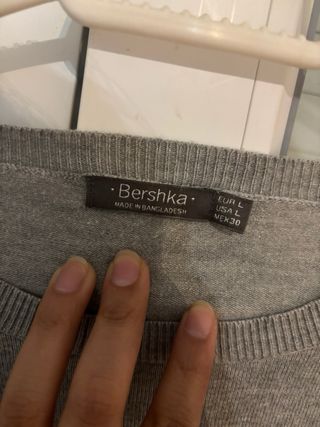 · Bershka ·
MADE IN BANGLADESH
EUR L
USA L
MEX 30